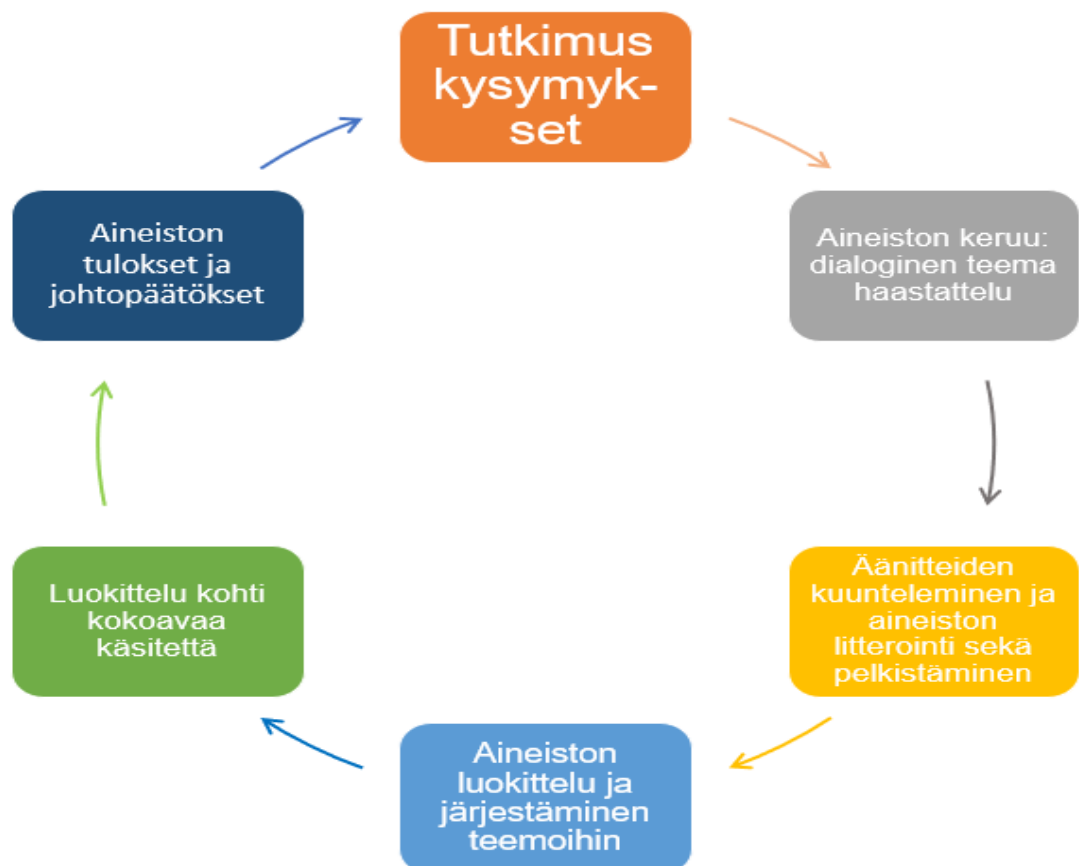 Tutkimus
kysymyk-
set
Aineiston keruu:
dialoginen teema
haastattelu
Äänitteiden
kuunteleminen ja
aineiston
litterointi sekä
pelkistäminen
Aineiston
luokittelu ja
järjestäminen
teemoihin
Luokittelu kohti
kokoavaa
käsitettä
Aineiston
tulokset ja
johtopäätökset